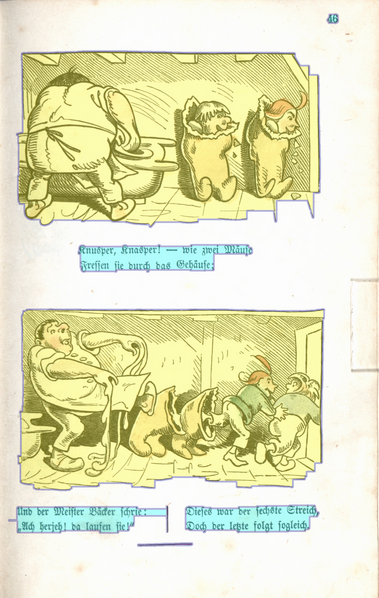 46
Knusper, Knasper! — wie zwei Mäuse
Fressen sie durch das Gehäuse;
Und der Meister Bäcker schrie:
„Ach herjeh! da laufen sie!“
Dieses war der sechste Streich,
Doch der letzte folgt sogleich.